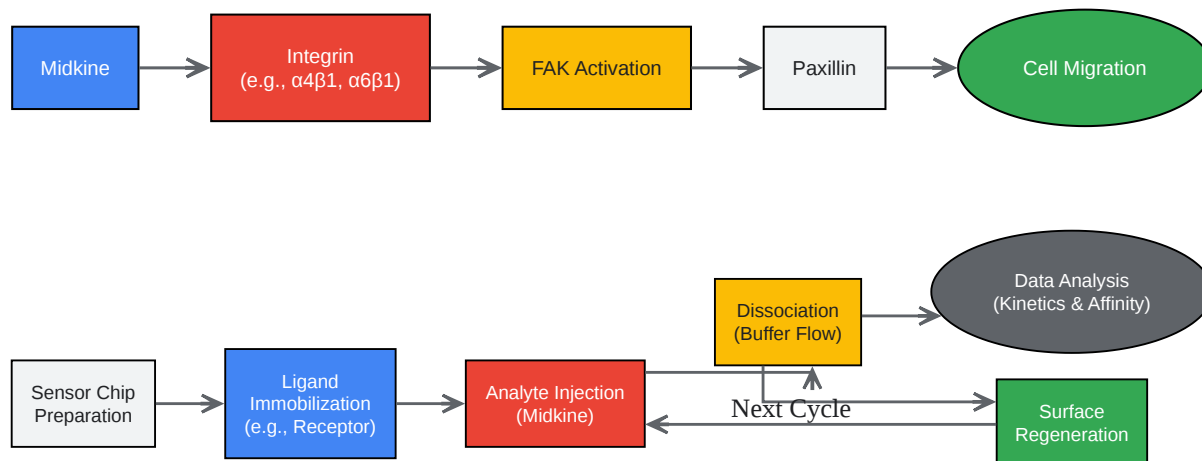 Midkine
Integrin
(e.g., α4β1, α6β1)
FAK Activation
Paxillin
Cell Migration
Sensor Chip
Preparation
Ligand
Immobilization
(e.g., Receptor)
Analyte Injection
(Midkine)
Dissociation
(Buffer Flow)
Data Analysis
(Kinetics & Affinity)
Next Cycle
Surface
Regeneration